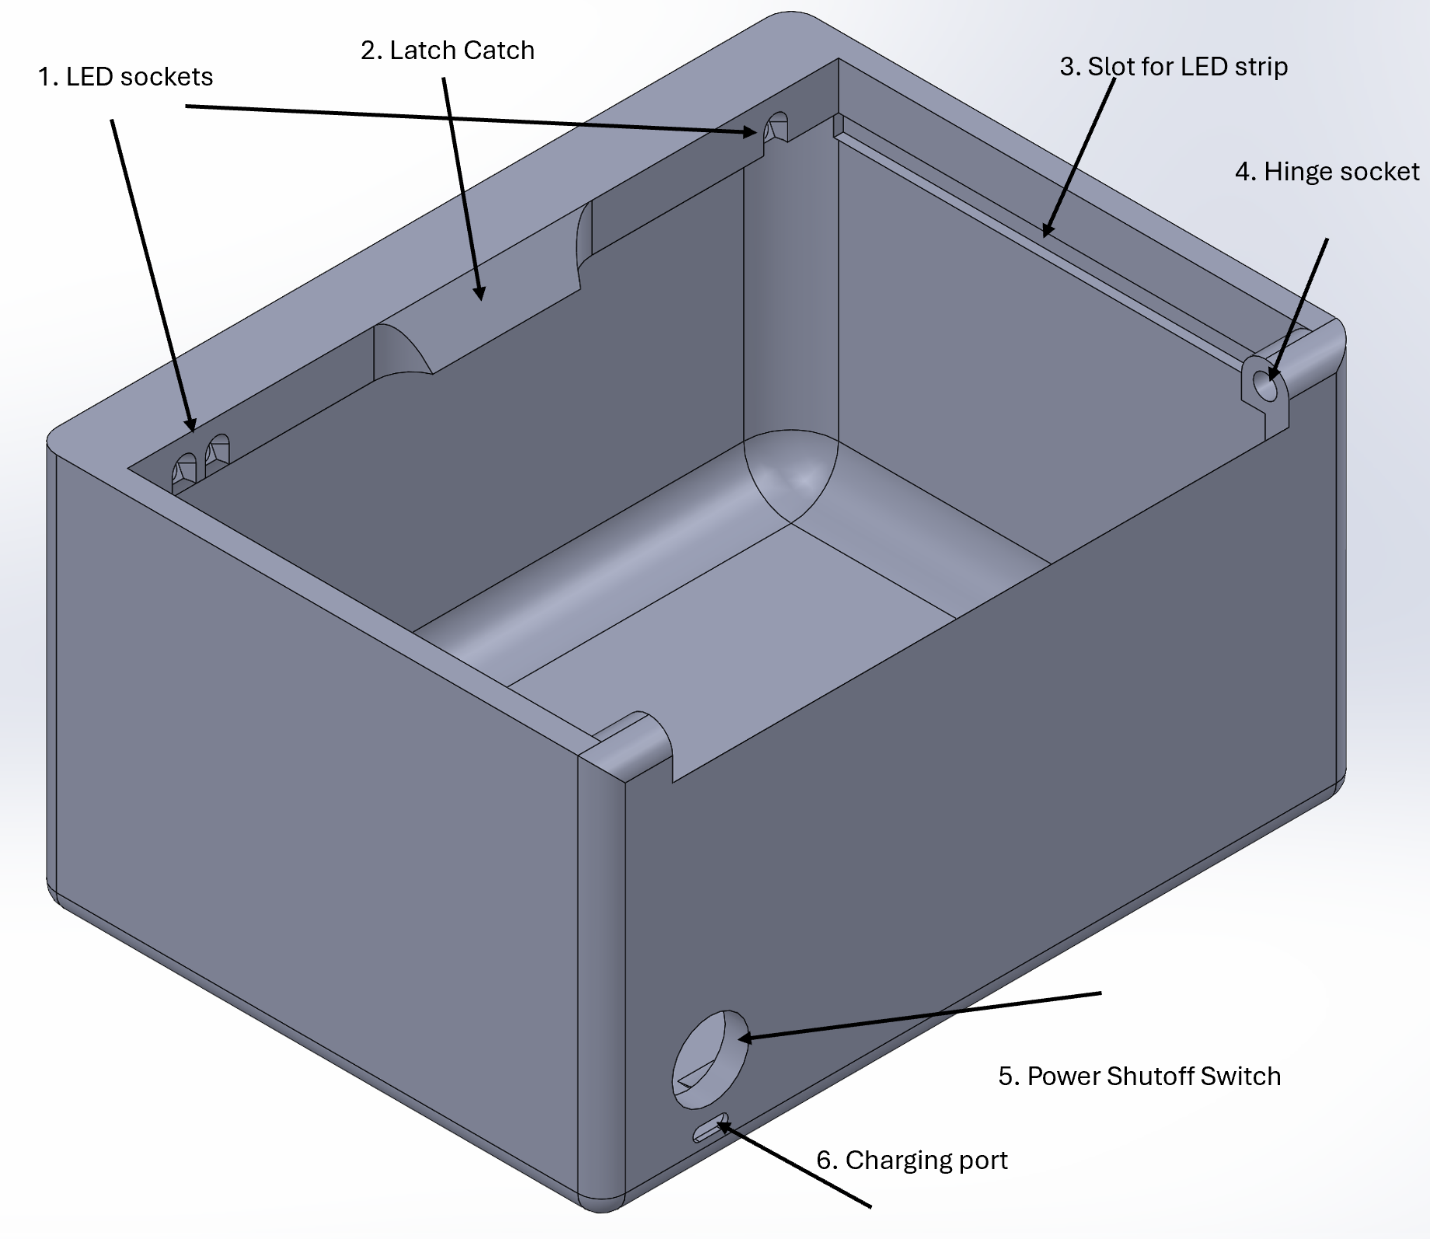 1. LED sockets
2. Latch Catch
3. Slot for LED strip
4. Hinge socket
5. Power Shutoff Switch
6. Charging port